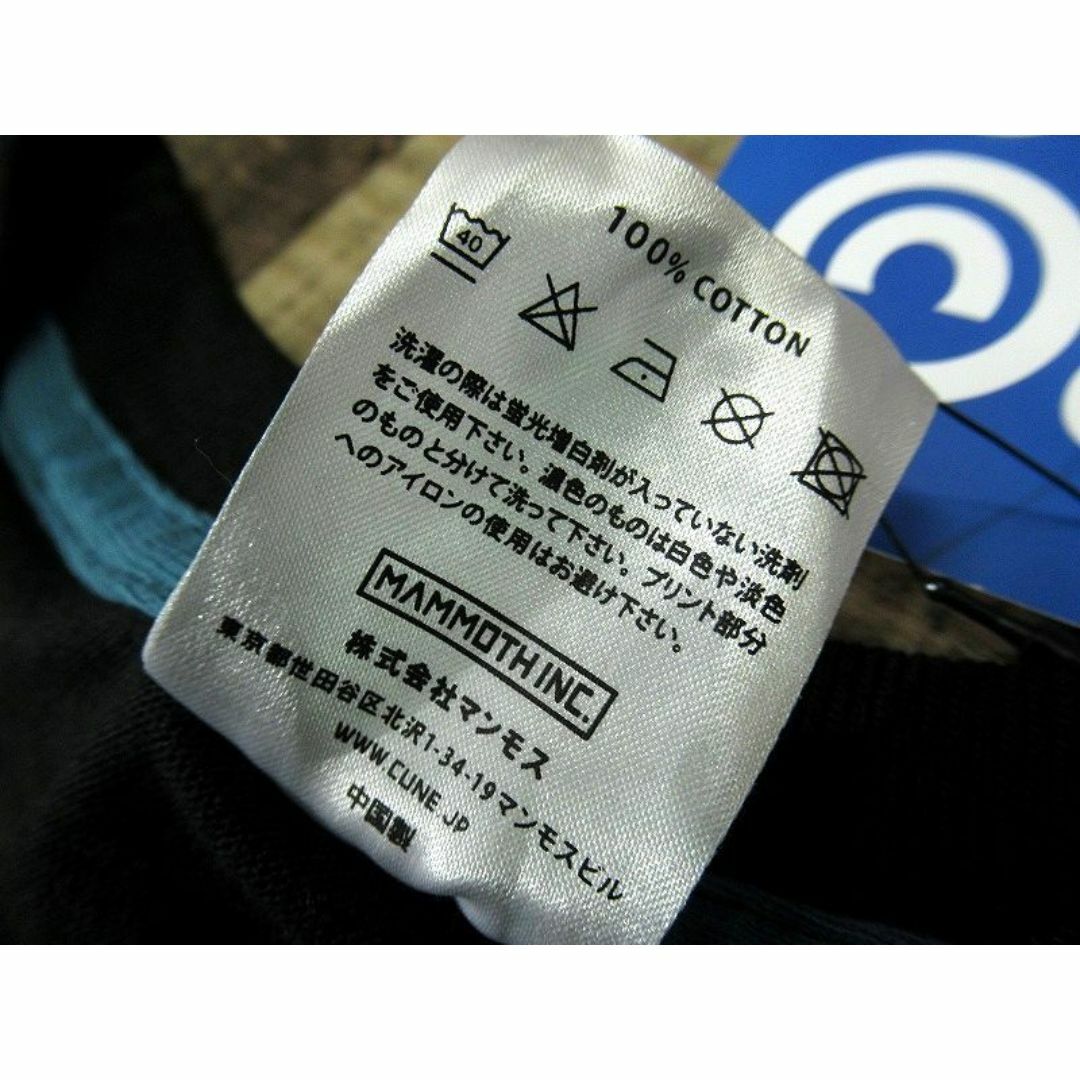 100% COTTON
40
洗濯の際は蛍光増白剤が入っていない洗剤
をご使用下さい。濃色のものは白色や淡色
のものと分けて洗って下さい。プリント部分
へのアイロンの使用はお避け下さい。
MAMMOTH INC.
株式会社マンモス
東京都世田谷区北沢1-34-19マンモスビル
WWW.CUNE.JP
中国製